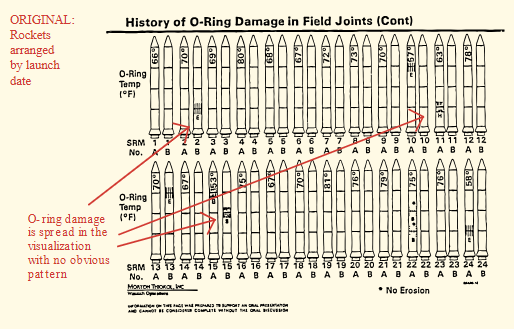 ORIGINAL:
Rockets
arranged
by launch
date
History of O-Ring Damage in Field Joints (Cont)
O-Ring
Temp
(°F)
66° 70° 69° 80° 68° 67° 72° 73° 70° 57° 63° 78°
E
E
H
SRM 1 1 2 2 3 3 4 4 5 5 6 6 7 7 8 8 9 9 10 10 11 11 12 12
No. A B A B A B A B A B A B A B A B A B A B A B A B
O-Ring
Temp
(°F)
70° 67° 53° 75° 67° 70° 81° 76° 79° 75° 76° 58°
E
E
SRM 13 13 14 14 15 15 16 16 17 17 18 18 19 19 20 20 21 21 22 22 23 23 24 24
No. A B A B A B A B A B A B A B A B A B A B A B A B
O-ring damage
is spread in the
visualization
with no obvious
pattern
* No Erosion
MORTON THIOKOL, INC
Wasatch Operations
INFORMATION ON THIS PAGE WAS PREPARED TO SUPPORT AN ORAL PRESENTATION
AND CANNOT BE CONSIDERED COMPLETE WITHOUT THE ORAL DISCUSSION